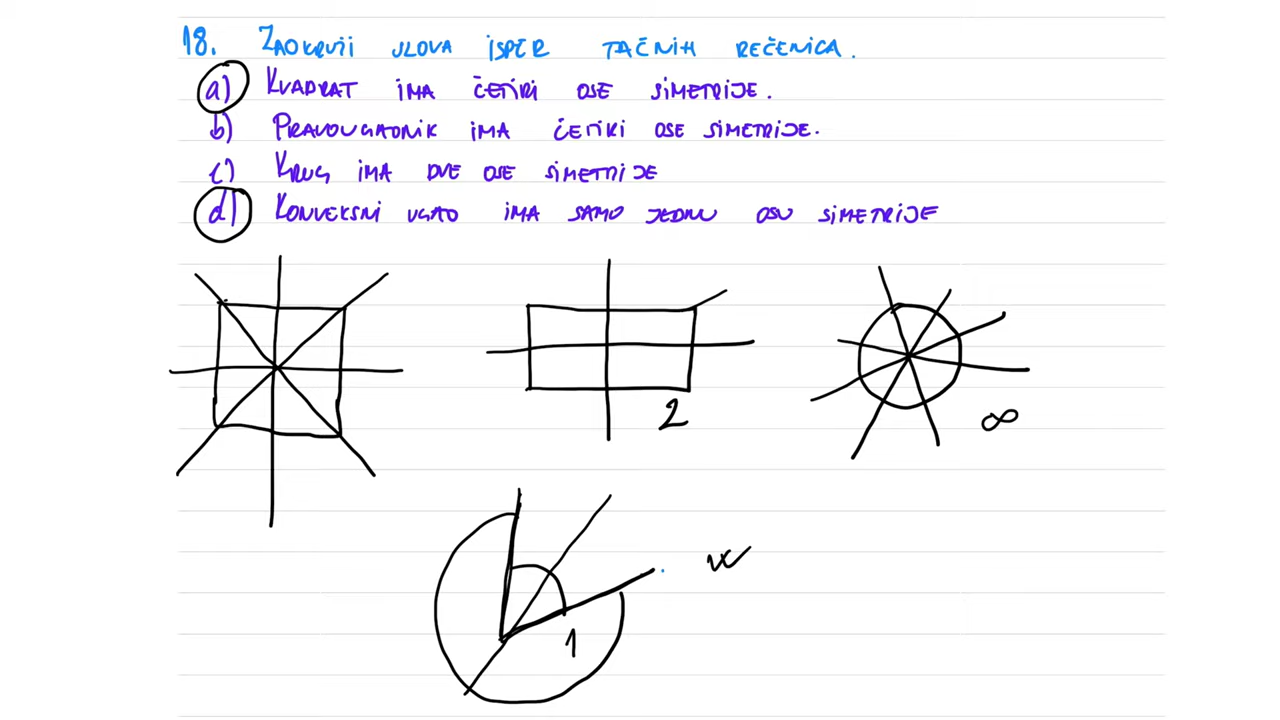 18. ZAOKRUŽI SLOVA ISPER TAČNIH REČENICA.
a) KVADRAT IMA ČETIRI OSE SIMETRIJE.
b) PRAVOUGAONIK IMA ČETIRI OSE SIMETRIJE.
c) KRUG IMA DVE OSE SIMETRIJE
d) KONVEKSNI UGAO IMA SAMO JEDNU OSU SIMETRIJE
2
∞
1